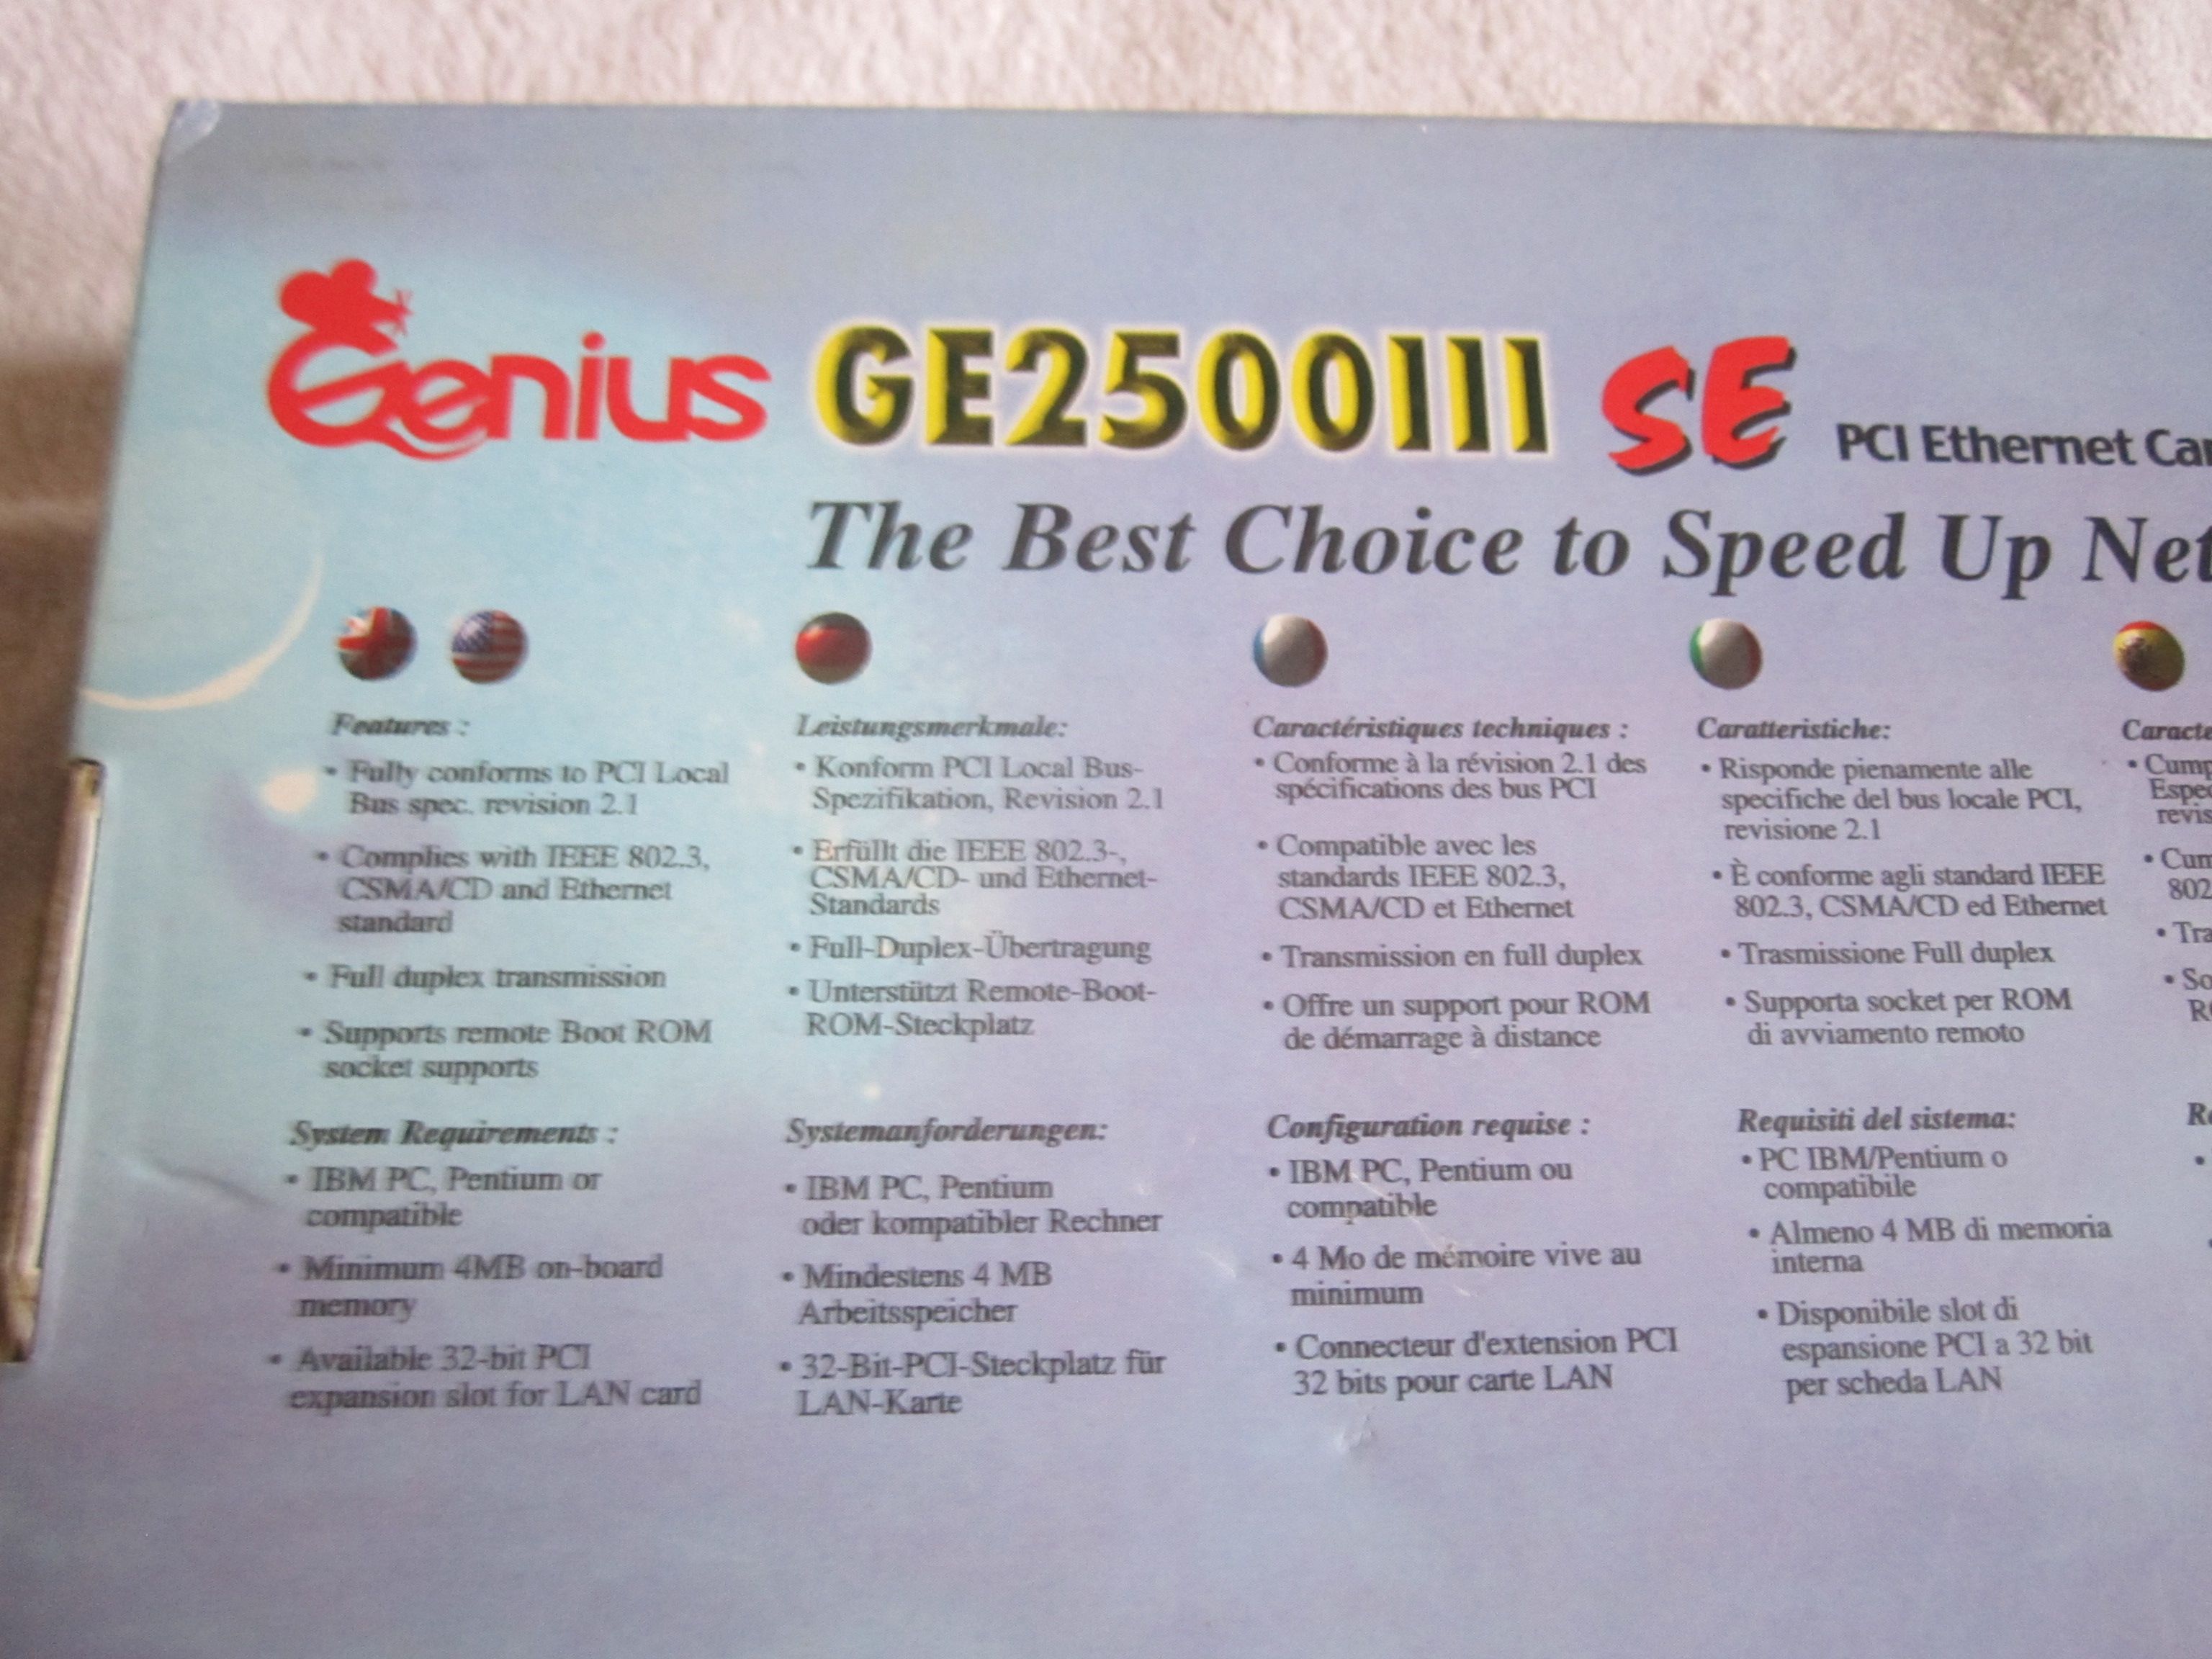 Genius GE2500III SE PCI Ethernet Car
The Best Choice to Speed Up Net
Features :
• Fully conforms to PCI Local
Bus spec. revision 2.1
• Complies with IEEE 802.3,
CSMA/CD and Ethernet
standard
• Full duplex transmission
• Supports remote Boot ROM
socket supports
System Requirements :
• IBM PC, Pentium or
compatible
• Minimum 4MB on-board
memory
• Available 32-bit PCI
expansion slot for LAN card
Leistungsmerkmale:
• Konform PCI Local Bus-
Spezifikation, Revision 2.1
• Erfüllt die IEEE 802.3-,
CSMA/CD- und Ethernet-
Standards
• Full-Duplex-Übertragung
• Unterstützt Remote-Boot-
ROM-Steckplatz
Systemanforderungen:
• IBM PC, Pentium
oder kompatibler Rechner
• Mindestens 4 MB
Arbeitsspeicher
• 32-Bit-PCI-Steckplatz für
LAN-Karte
Caractéristiques techniques :
• Conforme à la révision 2.1 des
spécifications des bus PCI
• Compatible avec les
standards IEEE 802.3,
CSMA/CD et Ethernet
• Transmission en full duplex
• Offre un support pour ROM
de démarrage à distance
Configuration requise :
• IBM PC, Pentium ou
compatible
• 4 Mo de mémoire vive au
minimum
• Connecteur d'extension PCI
32 bits pour carte LAN
Caratteristiche:
• Risponde pienamente alle
specifiche del bus locale PCI,
revisione 2.1
• È conforme agli standard IEEE
802.3, CSMA/CD ed Ethernet
• Trasmissione Full duplex
• Supporta socket per ROM
di avviamento remoto
Requisiti del sistema:
• PC IBM/Pentium o
compatibile
• Almeno 4 MB di memoria
interna
• Disponibile slot di
espansione PCI a 32 bit
per scheda LAN
Caracte
• Cump
Espec
revis
• Cum
802
• Tra
• So
R